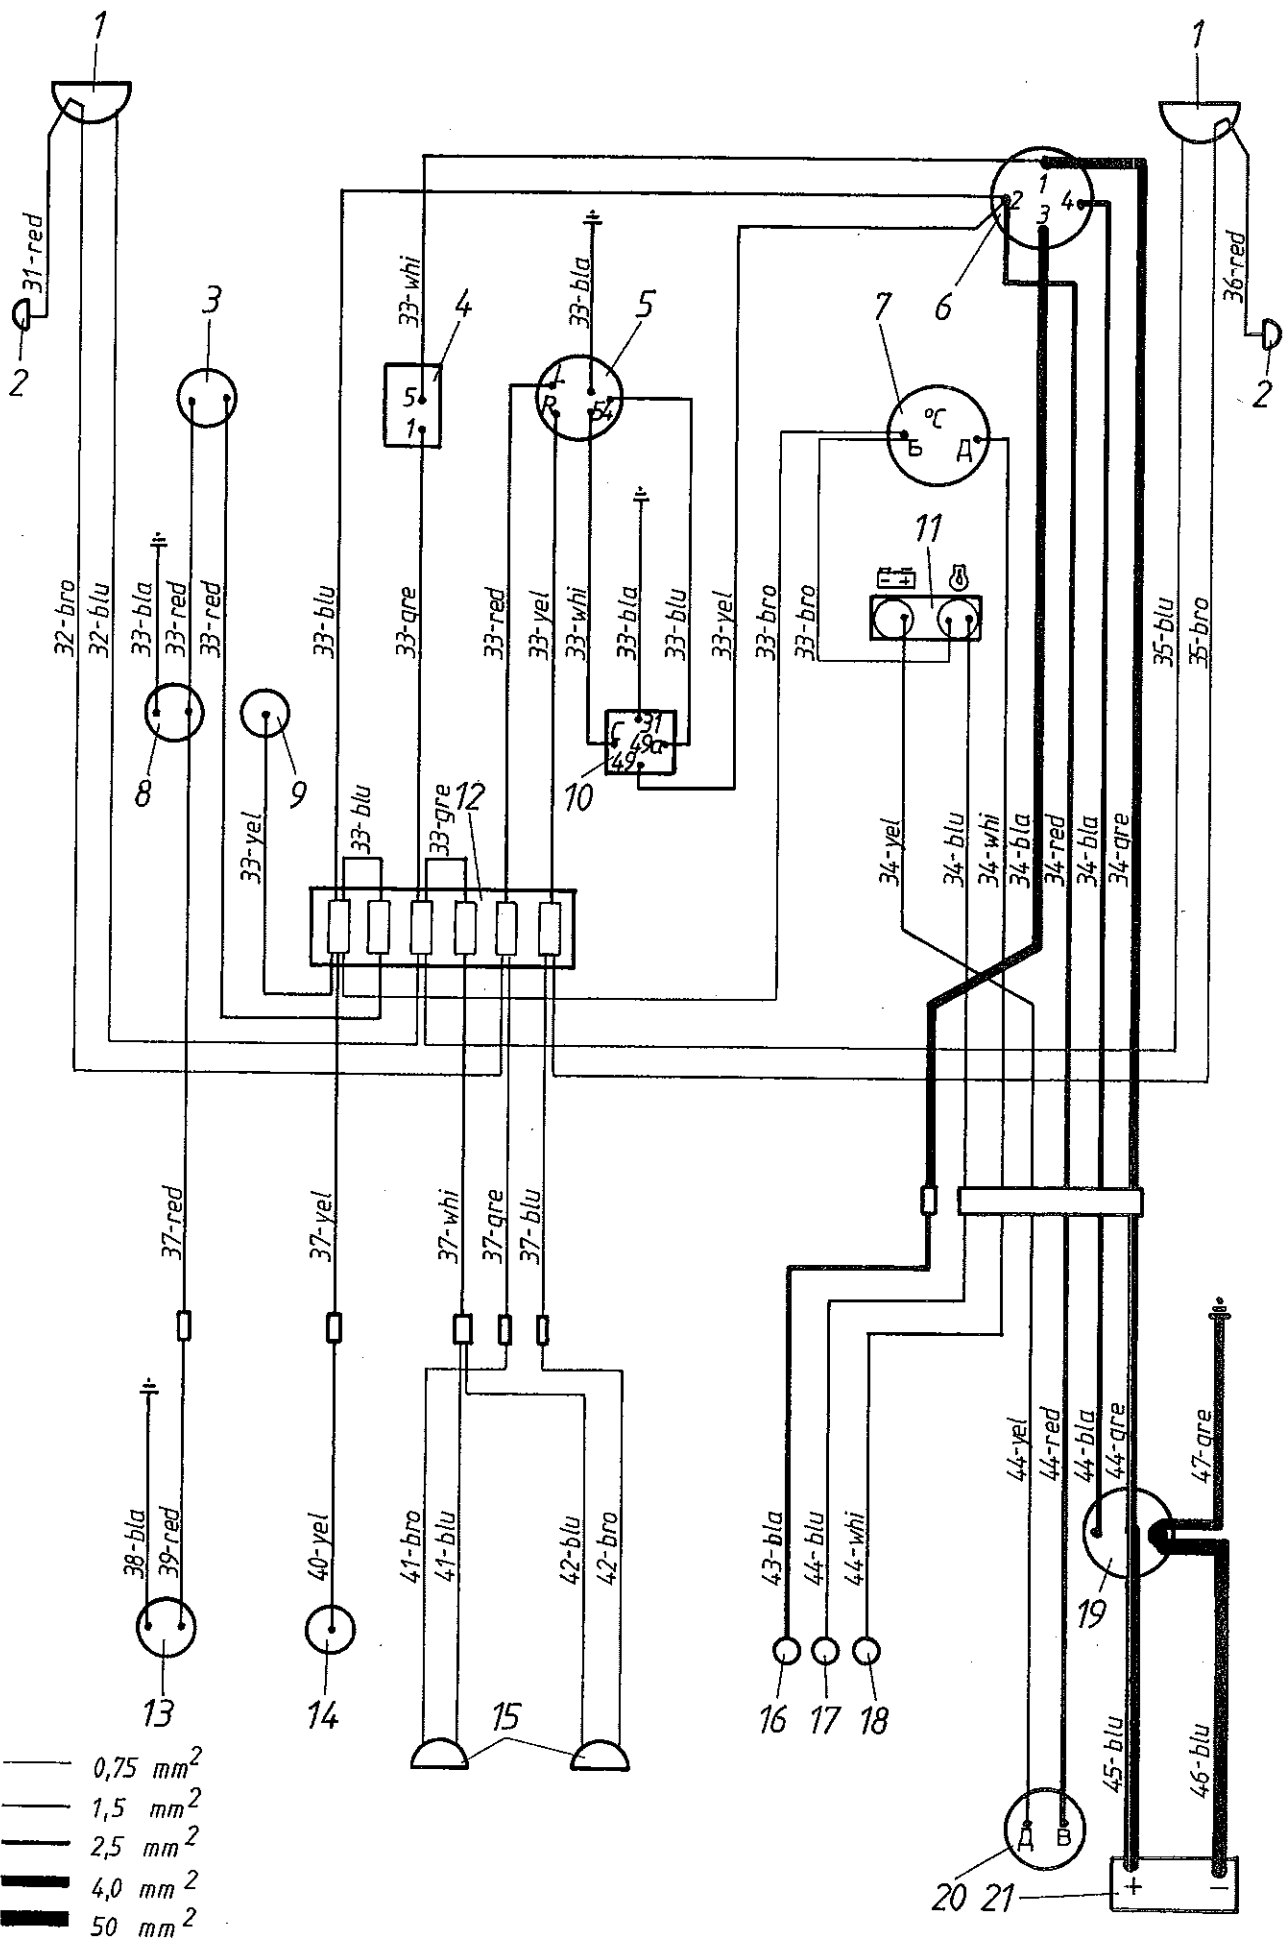 1
1
31-red
2
3
33-whi
4
33-bla
5
1
2
4
3
6
36-red
2
7
5
1
L
R
54
°C
Б Д
11
- +
32-bro
32-blu
33-bla
33-red
33-red
33-blu
33-gre
33-red
33-yel
33-whi
33-bla
33-blu
33-yel
33-bro
33-bro
35-blu
35-bro
8
9
31
49a
49
10
33-yel
33-blu
33-gre
12
34-yel
34-blu
34-whi
34-bla
34-red
34-bla
34-gre
37-red
37-yel
37-whi
37-gre
37-blu
38-bla
39-red
40-yel
41-bro
41-blu
42-blu
42-bro
43-bla
44-blu
44-whi
44-yel
44-red
44-bla
44-gre
47-gre
19
13
14
15
16
17
18
45-blu
46-blu
Д В
20
21
+ -
0,75 mm²
1,5 mm²
2,5 mm²
4,0 mm²
50 mm²